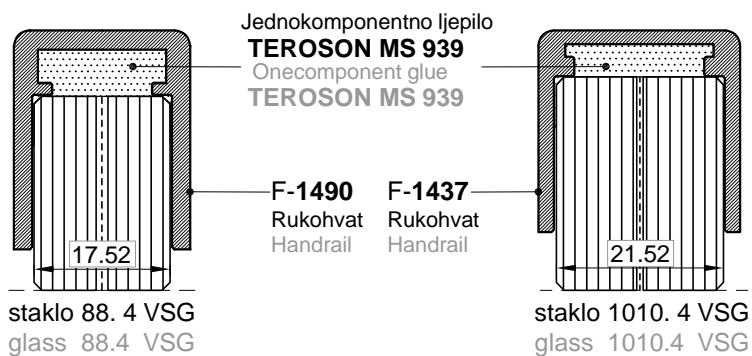 Jednokomponentno ljepilo
TEROSON MS 939
Onecomponent glue
TEROSON MS 939
F-1490
Rukohvat
Handrail
F-1437
Rukohvat
Handrail
17.52
21.52
staklo 88. 4 VSG
glass 88.4 VSG
staklo 1010. 4 VSG
glass 1010.4 VSG